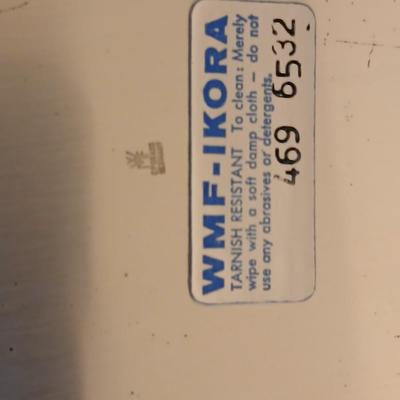 WMF-IKORA
TARNISH RESISTANT To clean: Merely
wipe with a soft damp cloth — do not
use any abrasives or detergents.
469 6532